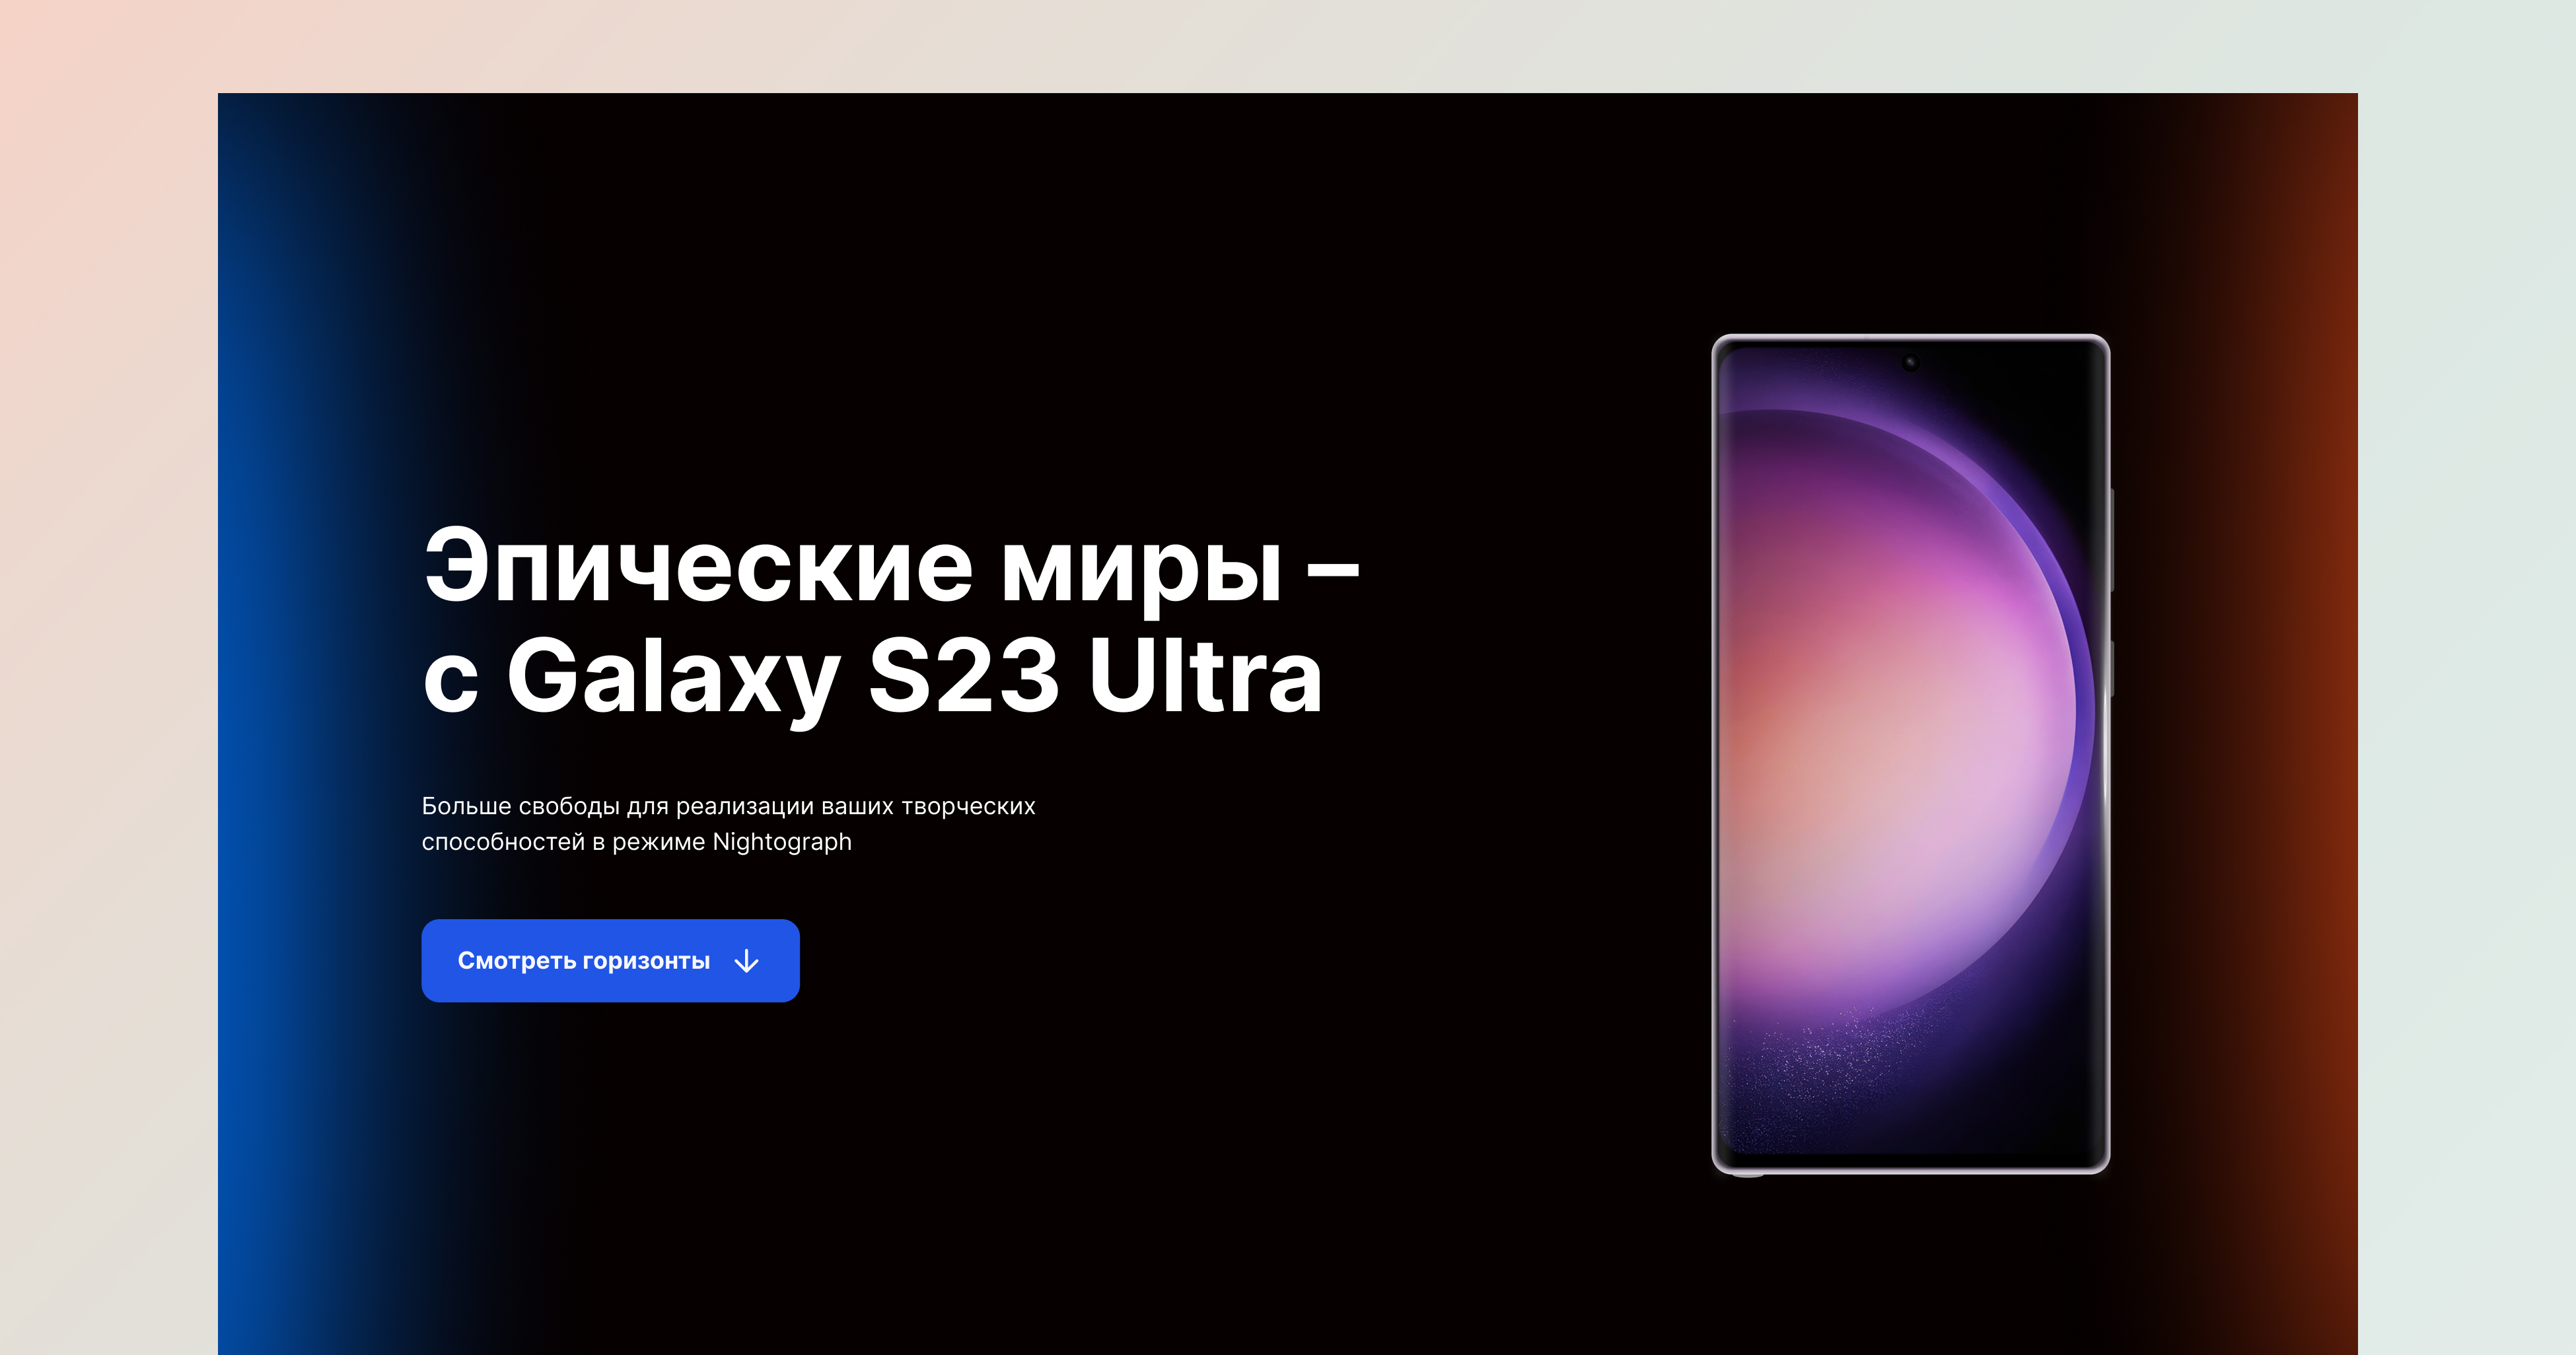 Эпические миры –
с Galaxy S23 Ultra
Больше свободы для реализации ваших творческих
способностей в режиме Nightograph
Смотреть горизонты